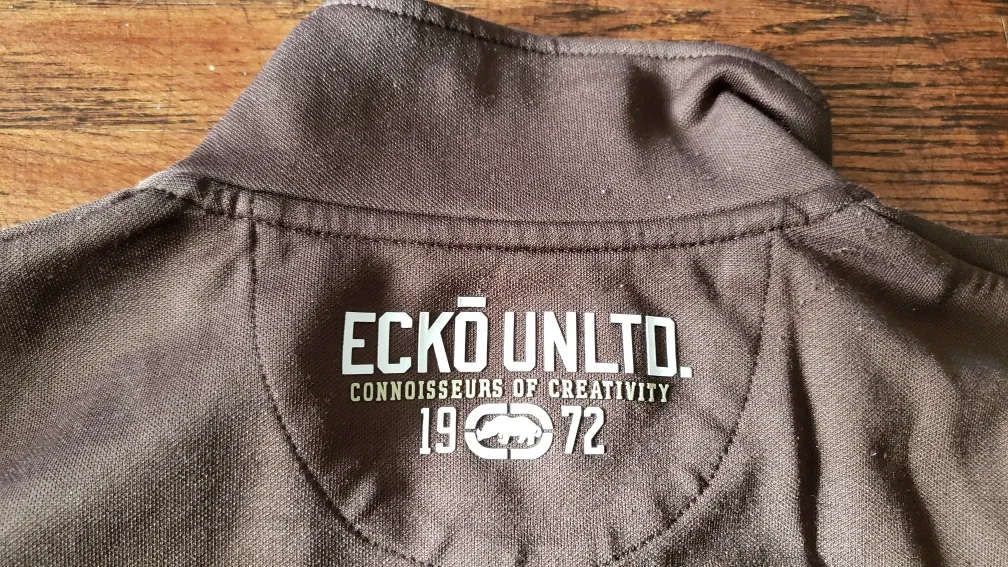 ECKŌ UNLTD.
CONNOISSEURS OF CREATIVITY
19 72